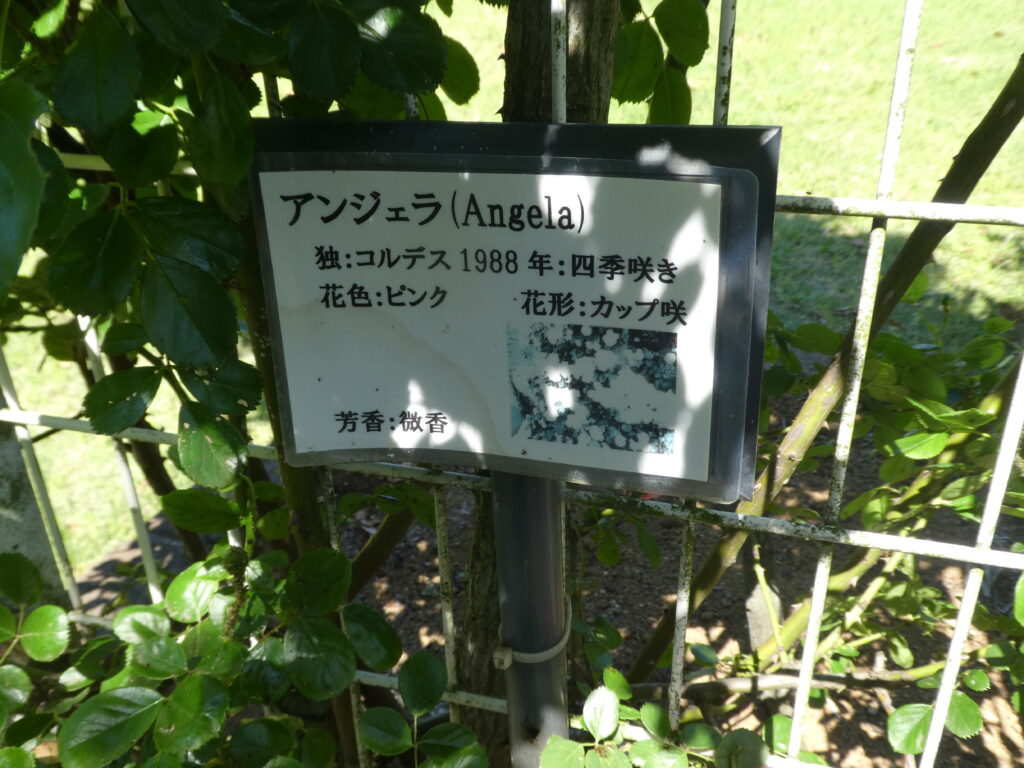 アンジェラ(Angela)
独:コルデス 1988 年:四季咲き
花色:ピンク 花形:カップ咲
芳香:微香